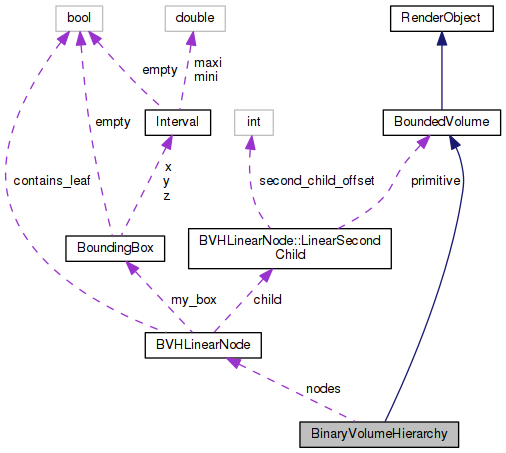 bool
double
RenderObject
empty
maxi
mini
empty
Interval
int
BoundedVolume
x
y
z
contains_leaf
second_child_offset
primitive
BoundingBox
BVHLinearNode::LinearSecond
Child
my_box
child
BVHLinearNode
nodes
BinaryVolumeHierarchy